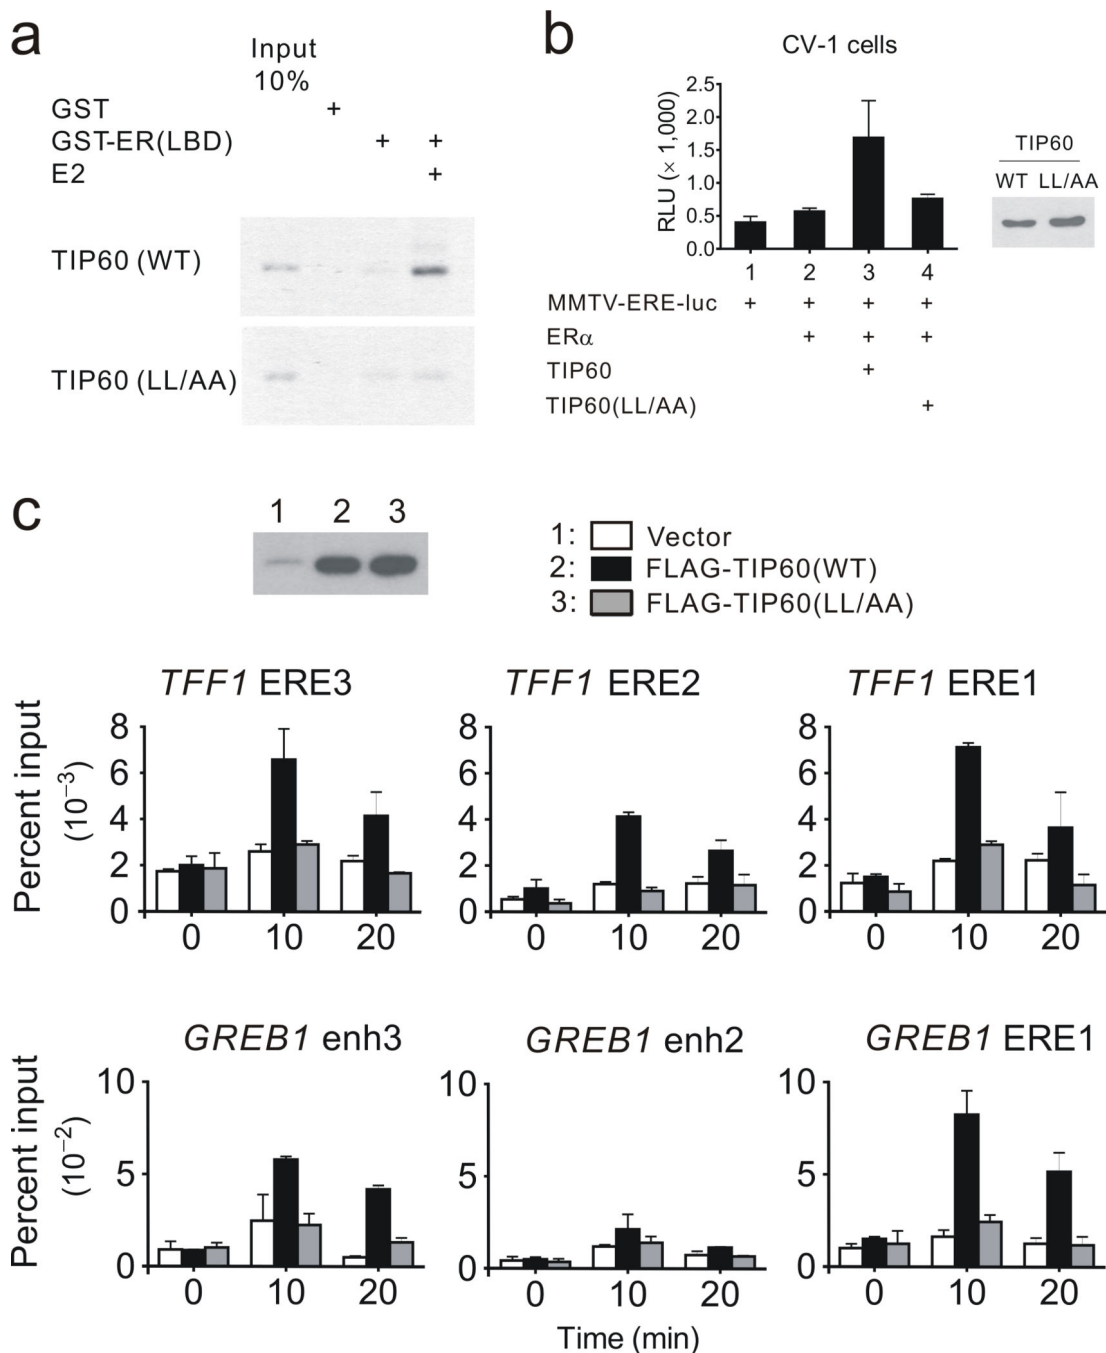 a
Input
10%
GST +
GST-ER(LBD) + +
E2 +
TIP60 (WT)
TIP60 (LL/AA)
b
CV-1 cells
RLU (× 1,000)
2.5
2.0
1.5
1.0
0.5
0.0
1 2 3 4
MMTV-ERE-luc + + + +
ERα + + +
TIP60 +
TIP60(LL/AA) +
TIP60
WT LL/AA
c
1 2 3
1: Vector
2: FLAG-TIP60(WT)
3: FLAG-TIP60(LL/AA)
TFF1 ERE3
Percent input
(10⁻³)
8
6
4
2
0
0 10 20
TFF1 ERE2
8
6
4
2
0
0 10 20
TFF1 ERE1
8
6
4
2
0
0 10 20
GREB1 enh3
Percent input
(10⁻²)
10
5
0
0 10 20
GREB1 enh2
10
5
0
0 10 20
GREB1 ERE1
10
5
0
0 10 20
Time (min)